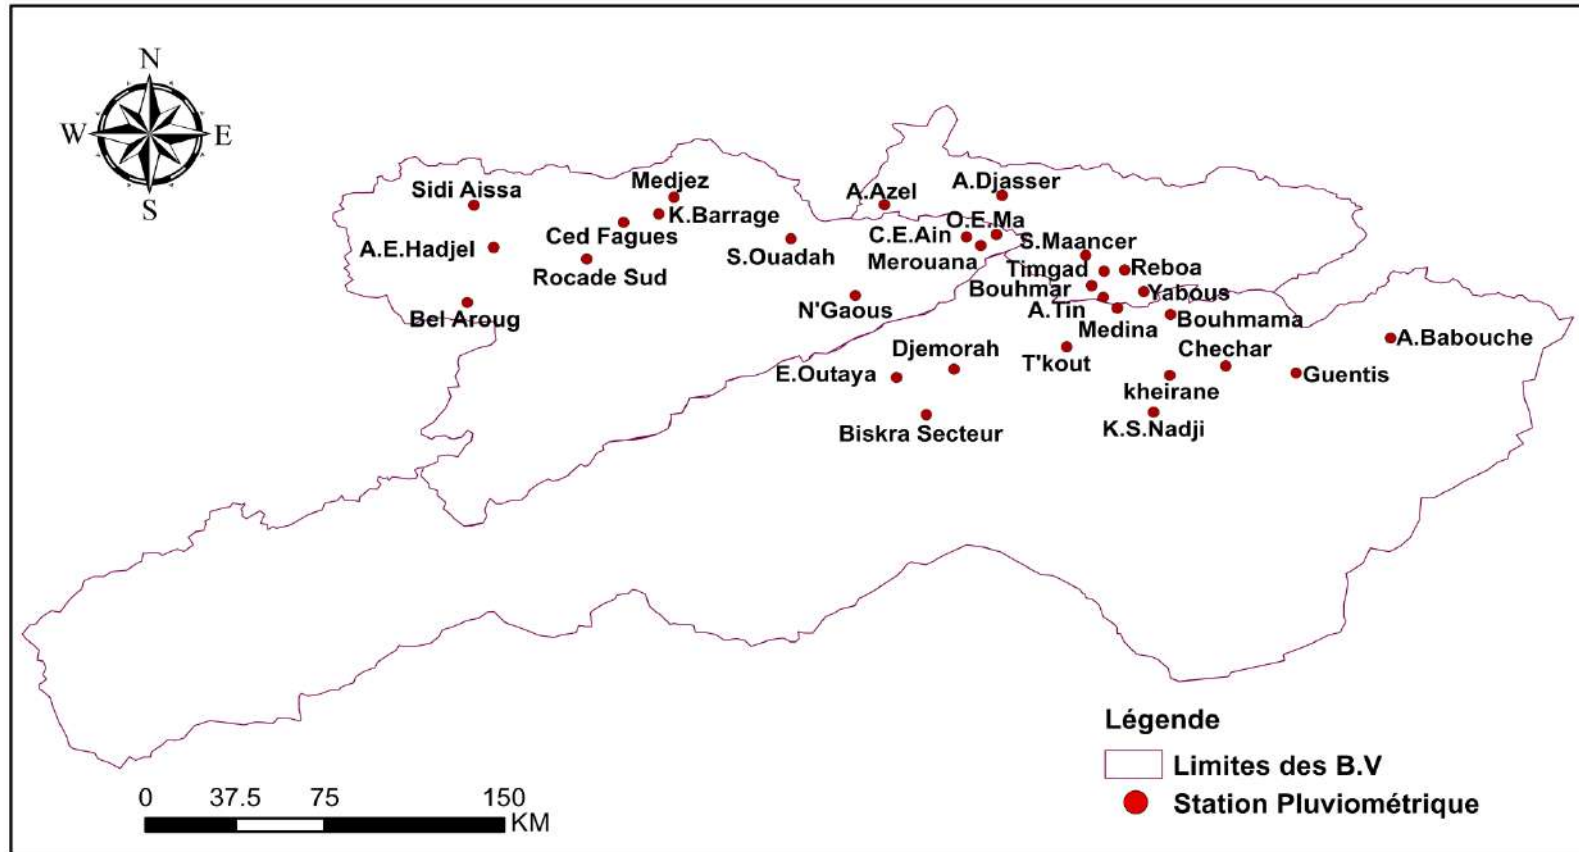 N
W E
S
Sidi Aissa
Medjez
A.Azel
A.Djasser
K.Barrage
O.E.Ma
Ced Fagues
C.E.Ain
S.Maancer
A.E.Hadjel
S.Ouadah
Merouana
Rocade Sud
Timgad
Reboa
Bouhmar
Yabous
N'Gaous
A.Tin
Bel Aroug
Medina
Bouhmama
Djemorah
Chechar
A.Babouche
E.Outaya
T'kout
Guentis
kheirane
Biskra Secteur
K.S.Nadji
Légende
Limites des B.V
Station Pluviométrique
0 37.5 75 150
KM